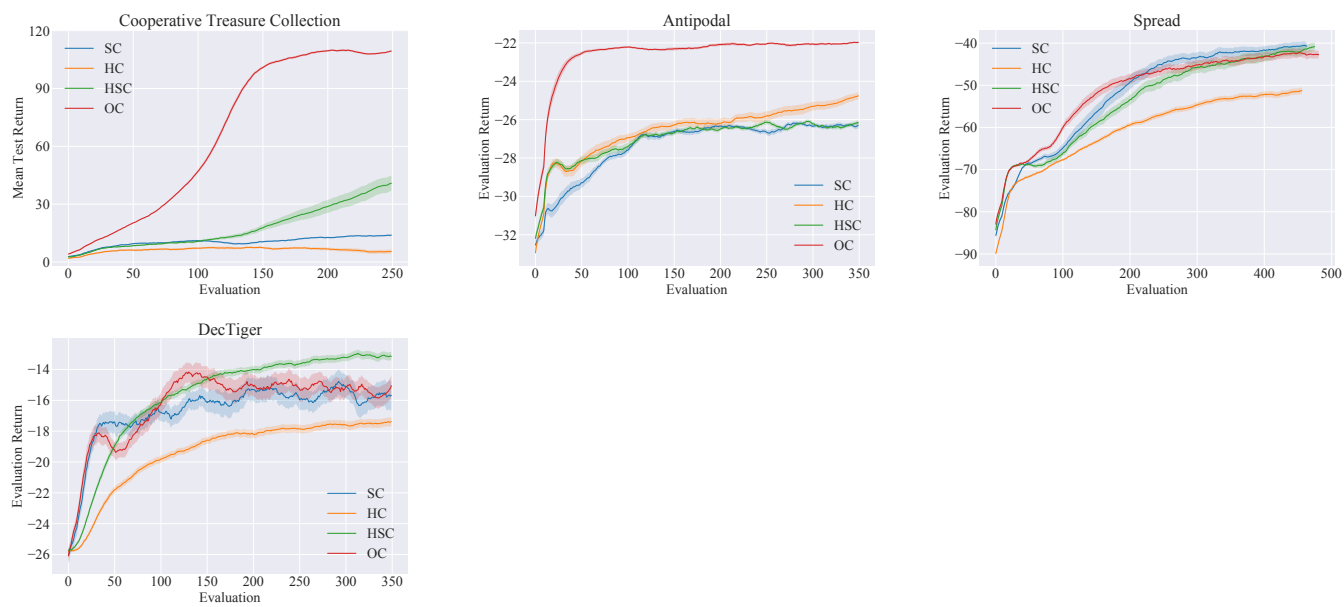 Cooperative Treasure Collection
120
90
60
30
0
Mean Test Return
SC
HC
HSC
OC
0 50 100 150 200 250
Evaluation
Antipodal
−22
−24
−26
−28
−30
−32
Evaluation Return
SC
HC
HSC
OC
0 50 100 150 200 250 300 350
Evaluation
Spread
−40
−50
−60
−70
−80
−90
Evaluation Return
SC
HC
HSC
OC
0 100 200 300 400 500
Evaluation
DecTiger
−14
−16
−18
−20
−22
−24
−26
Evaluation Return
SC
HC
HSC
OC
0 50 100 150 200 250 300 350
Evaluation